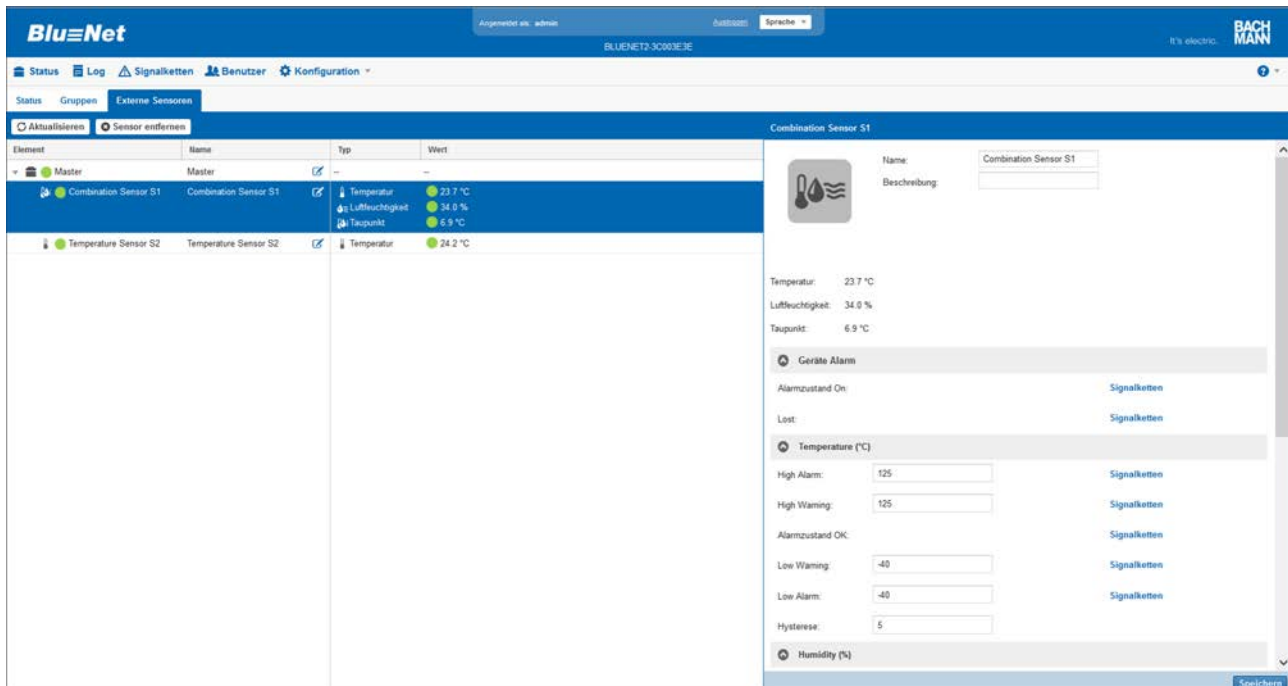 Blu≡Net
Angemeldet als: admin
Austragen
Sprache
BLUENET2-3C003E3E
It's electric.
BACH
MANN
Status Log Signalketten Benutzer Konfiguration
Status Gruppen Externe Sensoren
Aktualisieren Sensor entfernen
Combination Sensor S1
Element Name Typ Wert
Master Master – –
Combination Sensor S1 Combination Sensor S1 Temperatur 23.7 °C
Luftfeuchtigkeit 34.0 %
Taupunkt 6.9 °C
Temperature Sensor S2 Temperature Sensor S2 Temperatur 24.2 °C
Name: Combination Sensor S1
Beschreibung:
Temperatur: 23.7 °C
Luftfeuchtigkeit: 34.0 %
Taupunkt: 6.9 °C
Geräte Alarm
Alarmzustand On: Signalketten
Lost: Signalketten
Temperature (°C)
High Alarm: 125 Signalketten
High Warning: 125 Signalketten
Alarmzustand OK: Signalketten
Low Warning: -40 Signalketten
Low Alarm: -40 Signalketten
Hysterese: 5
Humidity (%)
Speichern